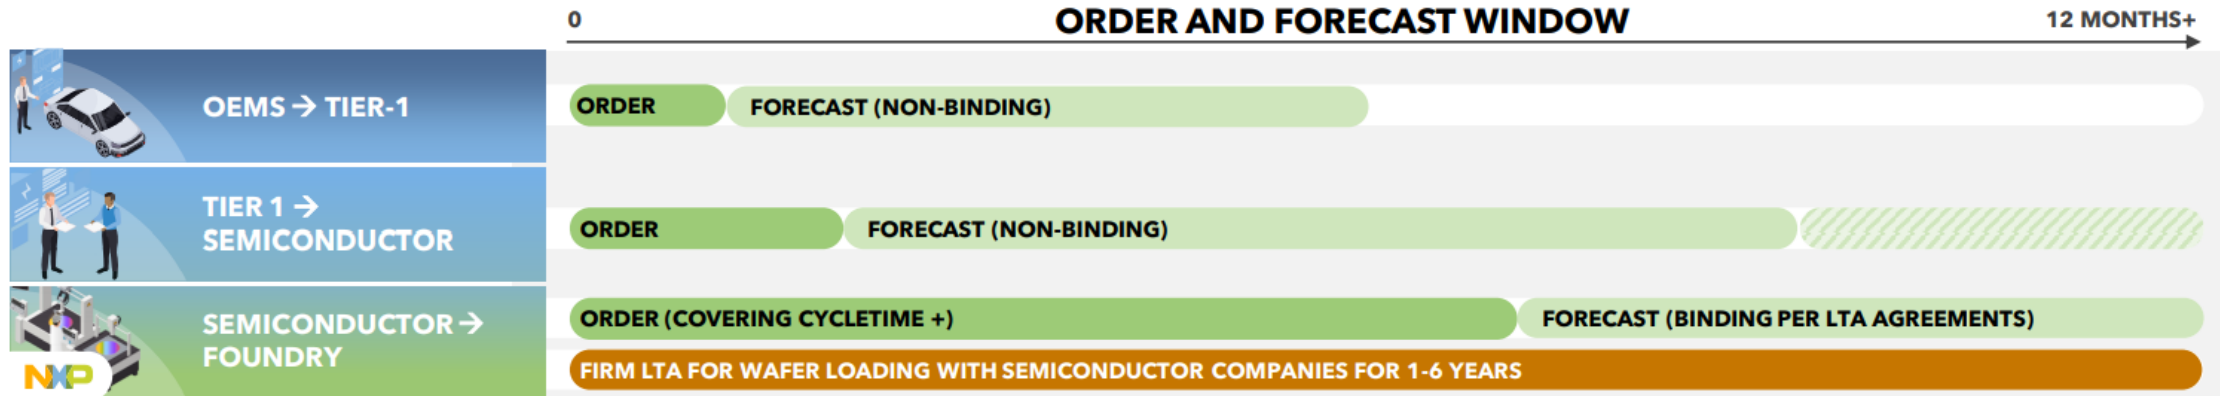 0
ORDER AND FORECAST WINDOW
12 MONTHS+
OEMS → TIER-1
ORDER
FORECAST (NON-BINDING)
TIER 1 →
SEMICONDUCTOR
ORDER
FORECAST (NON-BINDING)
SEMICONDUCTOR →
FOUNDRY
ORDER (COVERING CYCLETIME +)
FORECAST (BINDING PER LTA AGREEMENTS)
FIRM LTA FOR WAFER LOADING WITH SEMICONDUCTOR COMPANIES FOR 1-6 YEARS
NXP